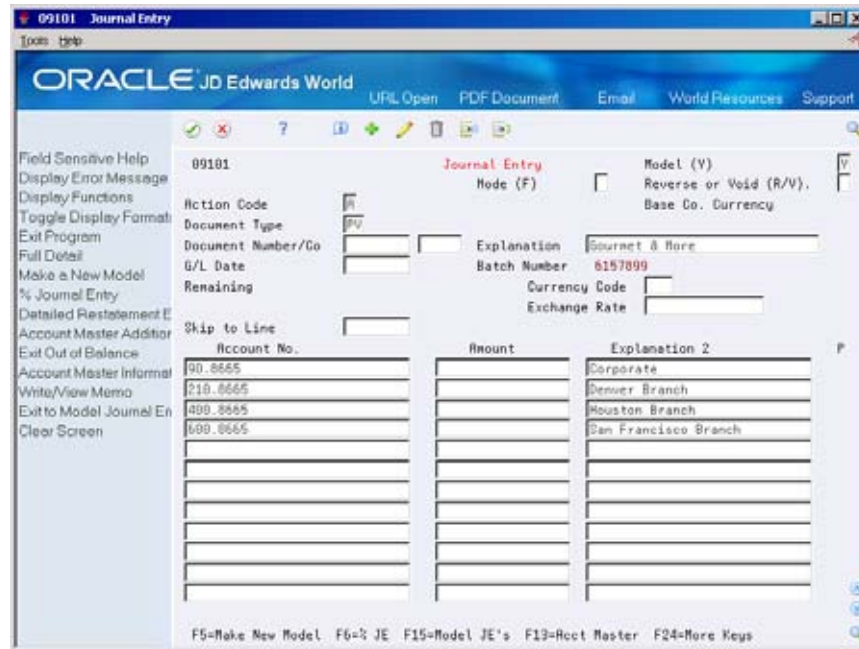 09101 Journal Entry
Tools Help
ORACLE JD Edwards World
URL Open PDF Document Email World Resources Support
Field Sensitive Help
Display Error Message
Display Functions
Toggle Display Formati
Exit Program
Full Detail
Make a New Model
% Journal Entry
Detailed Restatement E
Account Master Addition
Exit Out of Balance
Account Master Informat
Write/View Memo
Exit to Model Journal En
Clear Screen
09101 Journal Entry Model (Y) Y
Mode (F) Reverse or Void (R/V).
Action Code A Base Co. Currency
Document Type PV
Document Number/Co Explanation Gourmet & More
G/L Date Batch Number 6157899
Remaining Currency Code
Exchange Rate
Skip to Line
Account No. Amount Explanation 2 P
90.8665 Corporate
210.8665 Denver Branch
400.8665 Houston Branch
600.8665 San Francisco Branch
F5=Make New Model F6=% JE F15=Model JE's F13=Acct Master F24=More Keys